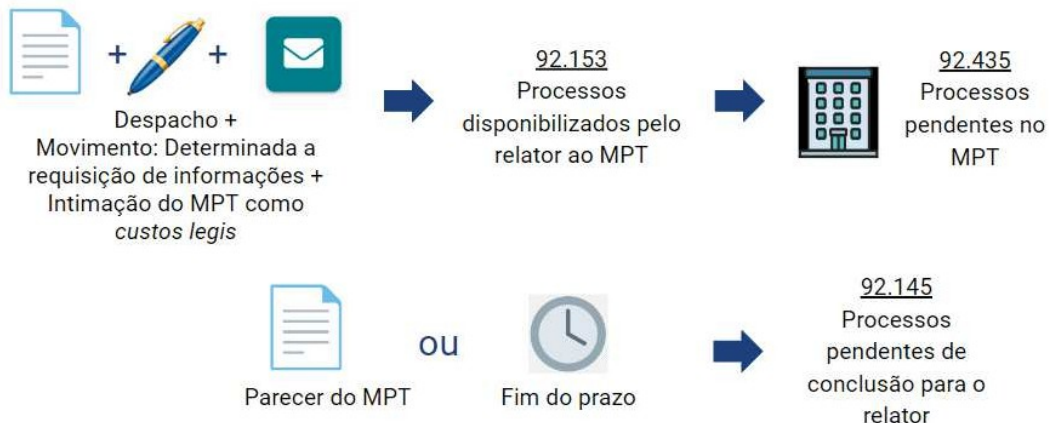 +
+
Despacho +
Movimento: Determinada a
requisição de informações +
Intimação do MPT como
custos legis
92.153
Processos
disponibilizados pelo
relator ao MPT
92.435
Processos
pendentes no
MPT
Parecer do MPT
ou
Fim do prazo
92.145
Processos
pendentes de
conclusão para o
relator